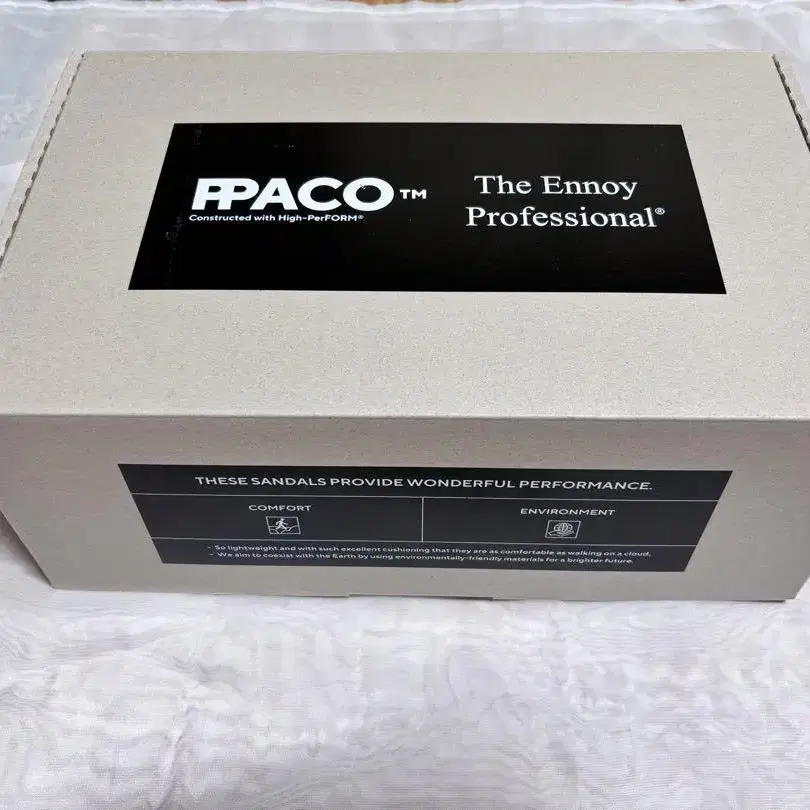 PPACO™
Constructed with High-PerFORM®
The Ennoy
Professional®
THESE SANDALS PROVIDE WONDERFUL PERFORMANCE.
COMFORT
ENVIRONMENT
- So lightweight and with such excellent cushioning that they are as comfortable as walking on a cloud.
- We aim to coexist with the Earth by using environmentally-friendly materials for a brighter future.